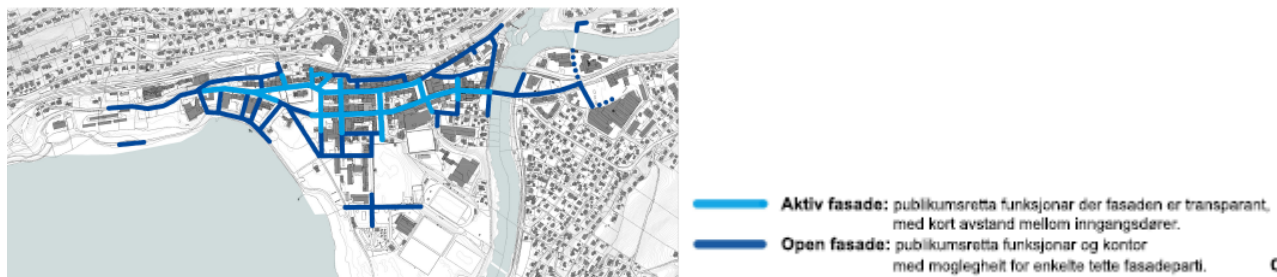 Aktiv fasade: publikumsretta funksjonar der fasaden er transparant,
med kort avstand mellom inngangsdører.
Open fasade: publikumsretta funksjonar og kontor
med moglegheit for enkelte tette fasadeparti.